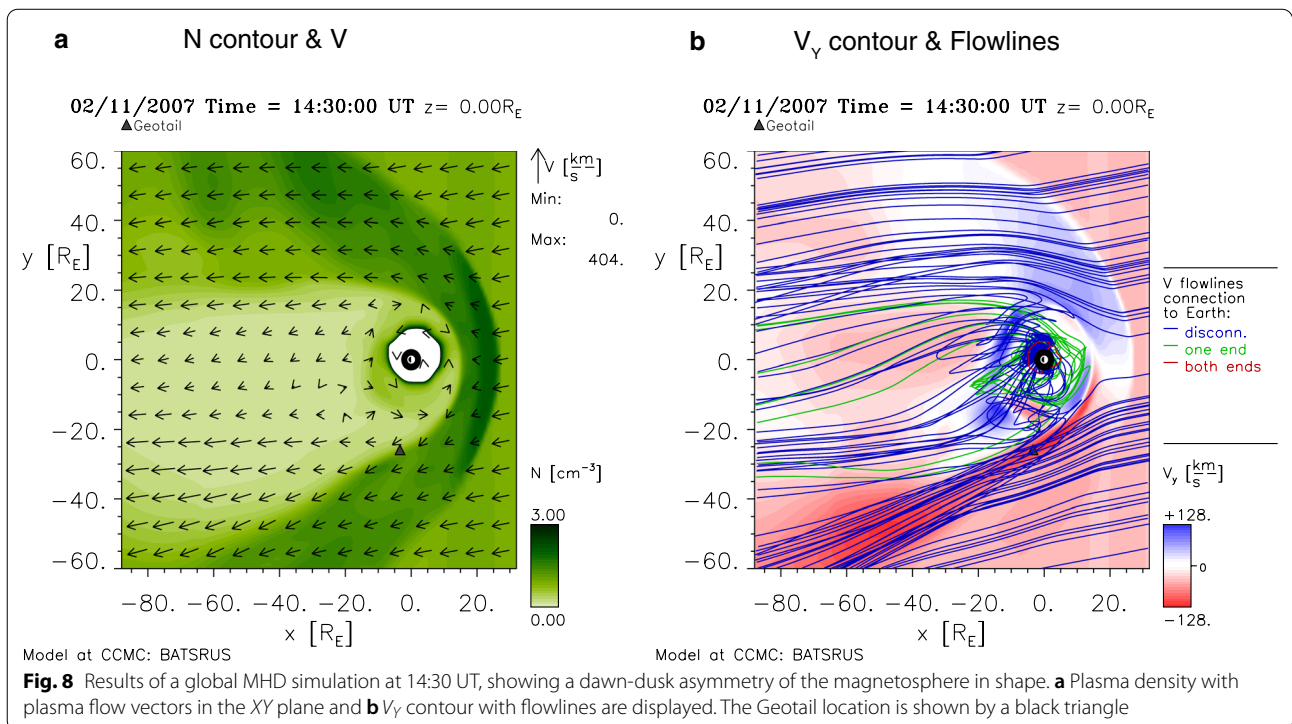 a N contour & V
02/11/2007 Time = 14:30:00 UT z= 0.00R_E
▲Geotail
60.
40.
y [R_E]
20.
0.
−20.
−40.
−60.
−80. −60. −40. −20. 0. 20.
x [R_E]
Model at CCMC: BATSRUS
V [km/s]
Min:
0.
Max:
404.
N [cm⁻³]
3.00
0.00
b V_Y contour & Flowlines
02/11/2007 Time = 14:30:00 UT z= 0.00R_E
▲Geotail
60.
40.
y [R_E]
20.
0.
−20.
−40.
−60.
−80. −60. −40. −20. 0. 20.
x [R_E]
Model at CCMC: BATSRUS
V flowlines
connection
to Earth:
disconn.
one end
both ends
V_y [km/s]
+128.
0
−128.
Fig. 8 Results of a global MHD simulation at 14:30 UT, showing a dawn-dusk asymmetry of the magnetosphere in shape. a Plasma density with
plasma flow vectors in the XY plane and b V_Y contour with flowlines are displayed. The Geotail location is shown by a black triangle